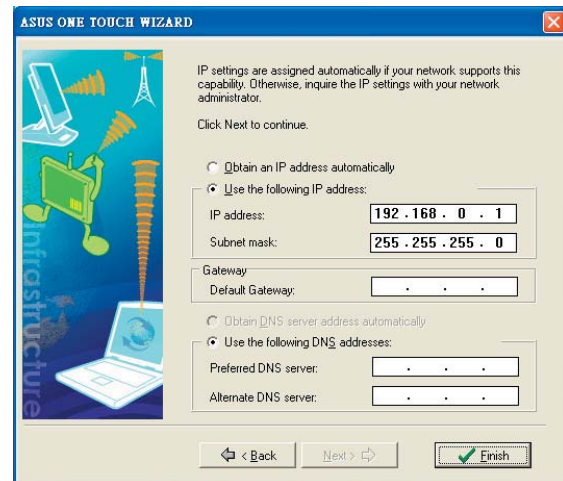 ASUS ONE TOUCH WIZARD
IP settings are assigned automatically if your network supports this
capability. Otherwise, inquire the IP settings with your network
administrator.
Click Next to continue.
Obtain an IP address automatically
Use the following IP address:
IP address: 192 . 168 . 0 . 1
Subnet mask: 255 . 255 . 255 . 0
Gateway
Default Gateway: . . .
Obtain DNS server address automatically
Use the following DNS addresses:
Preferred DNS server: . . .
Alternate DNS server: . . .
infrastructure
< Back
Next >
Finish